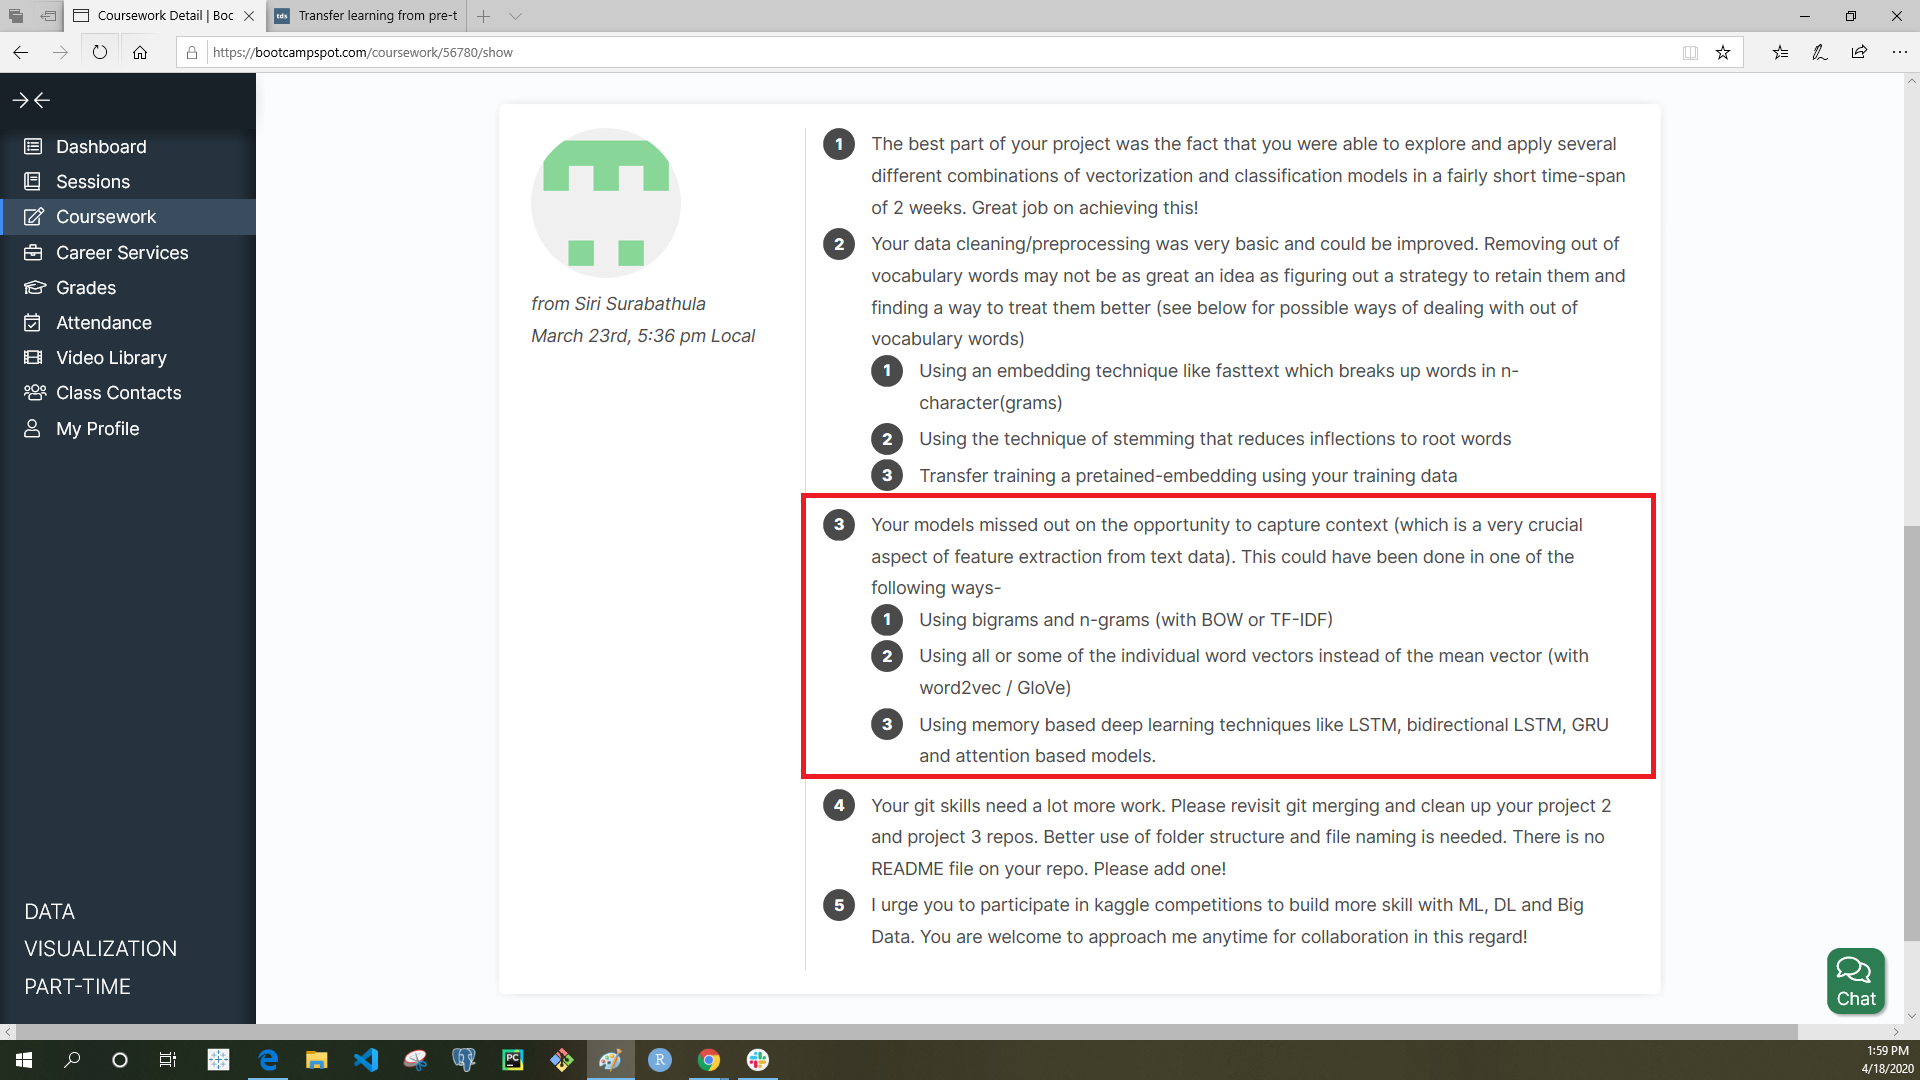 Coursework Detail | Boc
tds Transfer learning from pre-t
https://bootcampspot.com/coursework/56780/show
Dashboard
Sessions
Coursework
Career Services
Grades
Attendance
Video Library
Class Contacts
My Profile
DATA
VISUALIZATION
PART-TIME
from Siri Surabathula
March 23rd, 5:36 pm Local
1 The best part of your project was the fact that you were able to explore and apply several
different combinations of vectorization and classification models in a fairly short time-span
of 2 weeks. Great job on achieving this!
2 Your data cleaning/preprocessing was very basic and could be improved. Removing out of
vocabulary words may not be as great an idea as figuring out a strategy to retain them and
finding a way to treat them better (see below for possible ways of dealing with out of
vocabulary words)
1 Using an embedding technique like fasttext which breaks up words in n-
character(grams)
2 Using the technique of stemming that reduces inflections to root words
3 Transfer training a pretained-embedding using your training data
3 Your models missed out on the opportunity to capture context (which is a very crucial
aspect of feature extraction from text data). This could have been done in one of the
following ways-
1 Using bigrams and n-grams (with BOW or TF-IDF)
2 Using all or some of the individual word vectors instead of the mean vector (with
word2vec / GloVe)
3 Using memory based deep learning techniques like LSTM, bidirectional LSTM, GRU
and attention based models.
4 Your git skills need a lot more work. Please revisit git merging and clean up your project 2
and project 3 repos. Better use of folder structure and file naming is needed. There is no
README file on your repo. Please add one!
5 I urge you to participate in kaggle competitions to build more skill with ML, DL and Big
Data. You are welcome to approach me anytime for collaboration in this regard!
Chat
PC
R
1:59 PM
4/18/2020